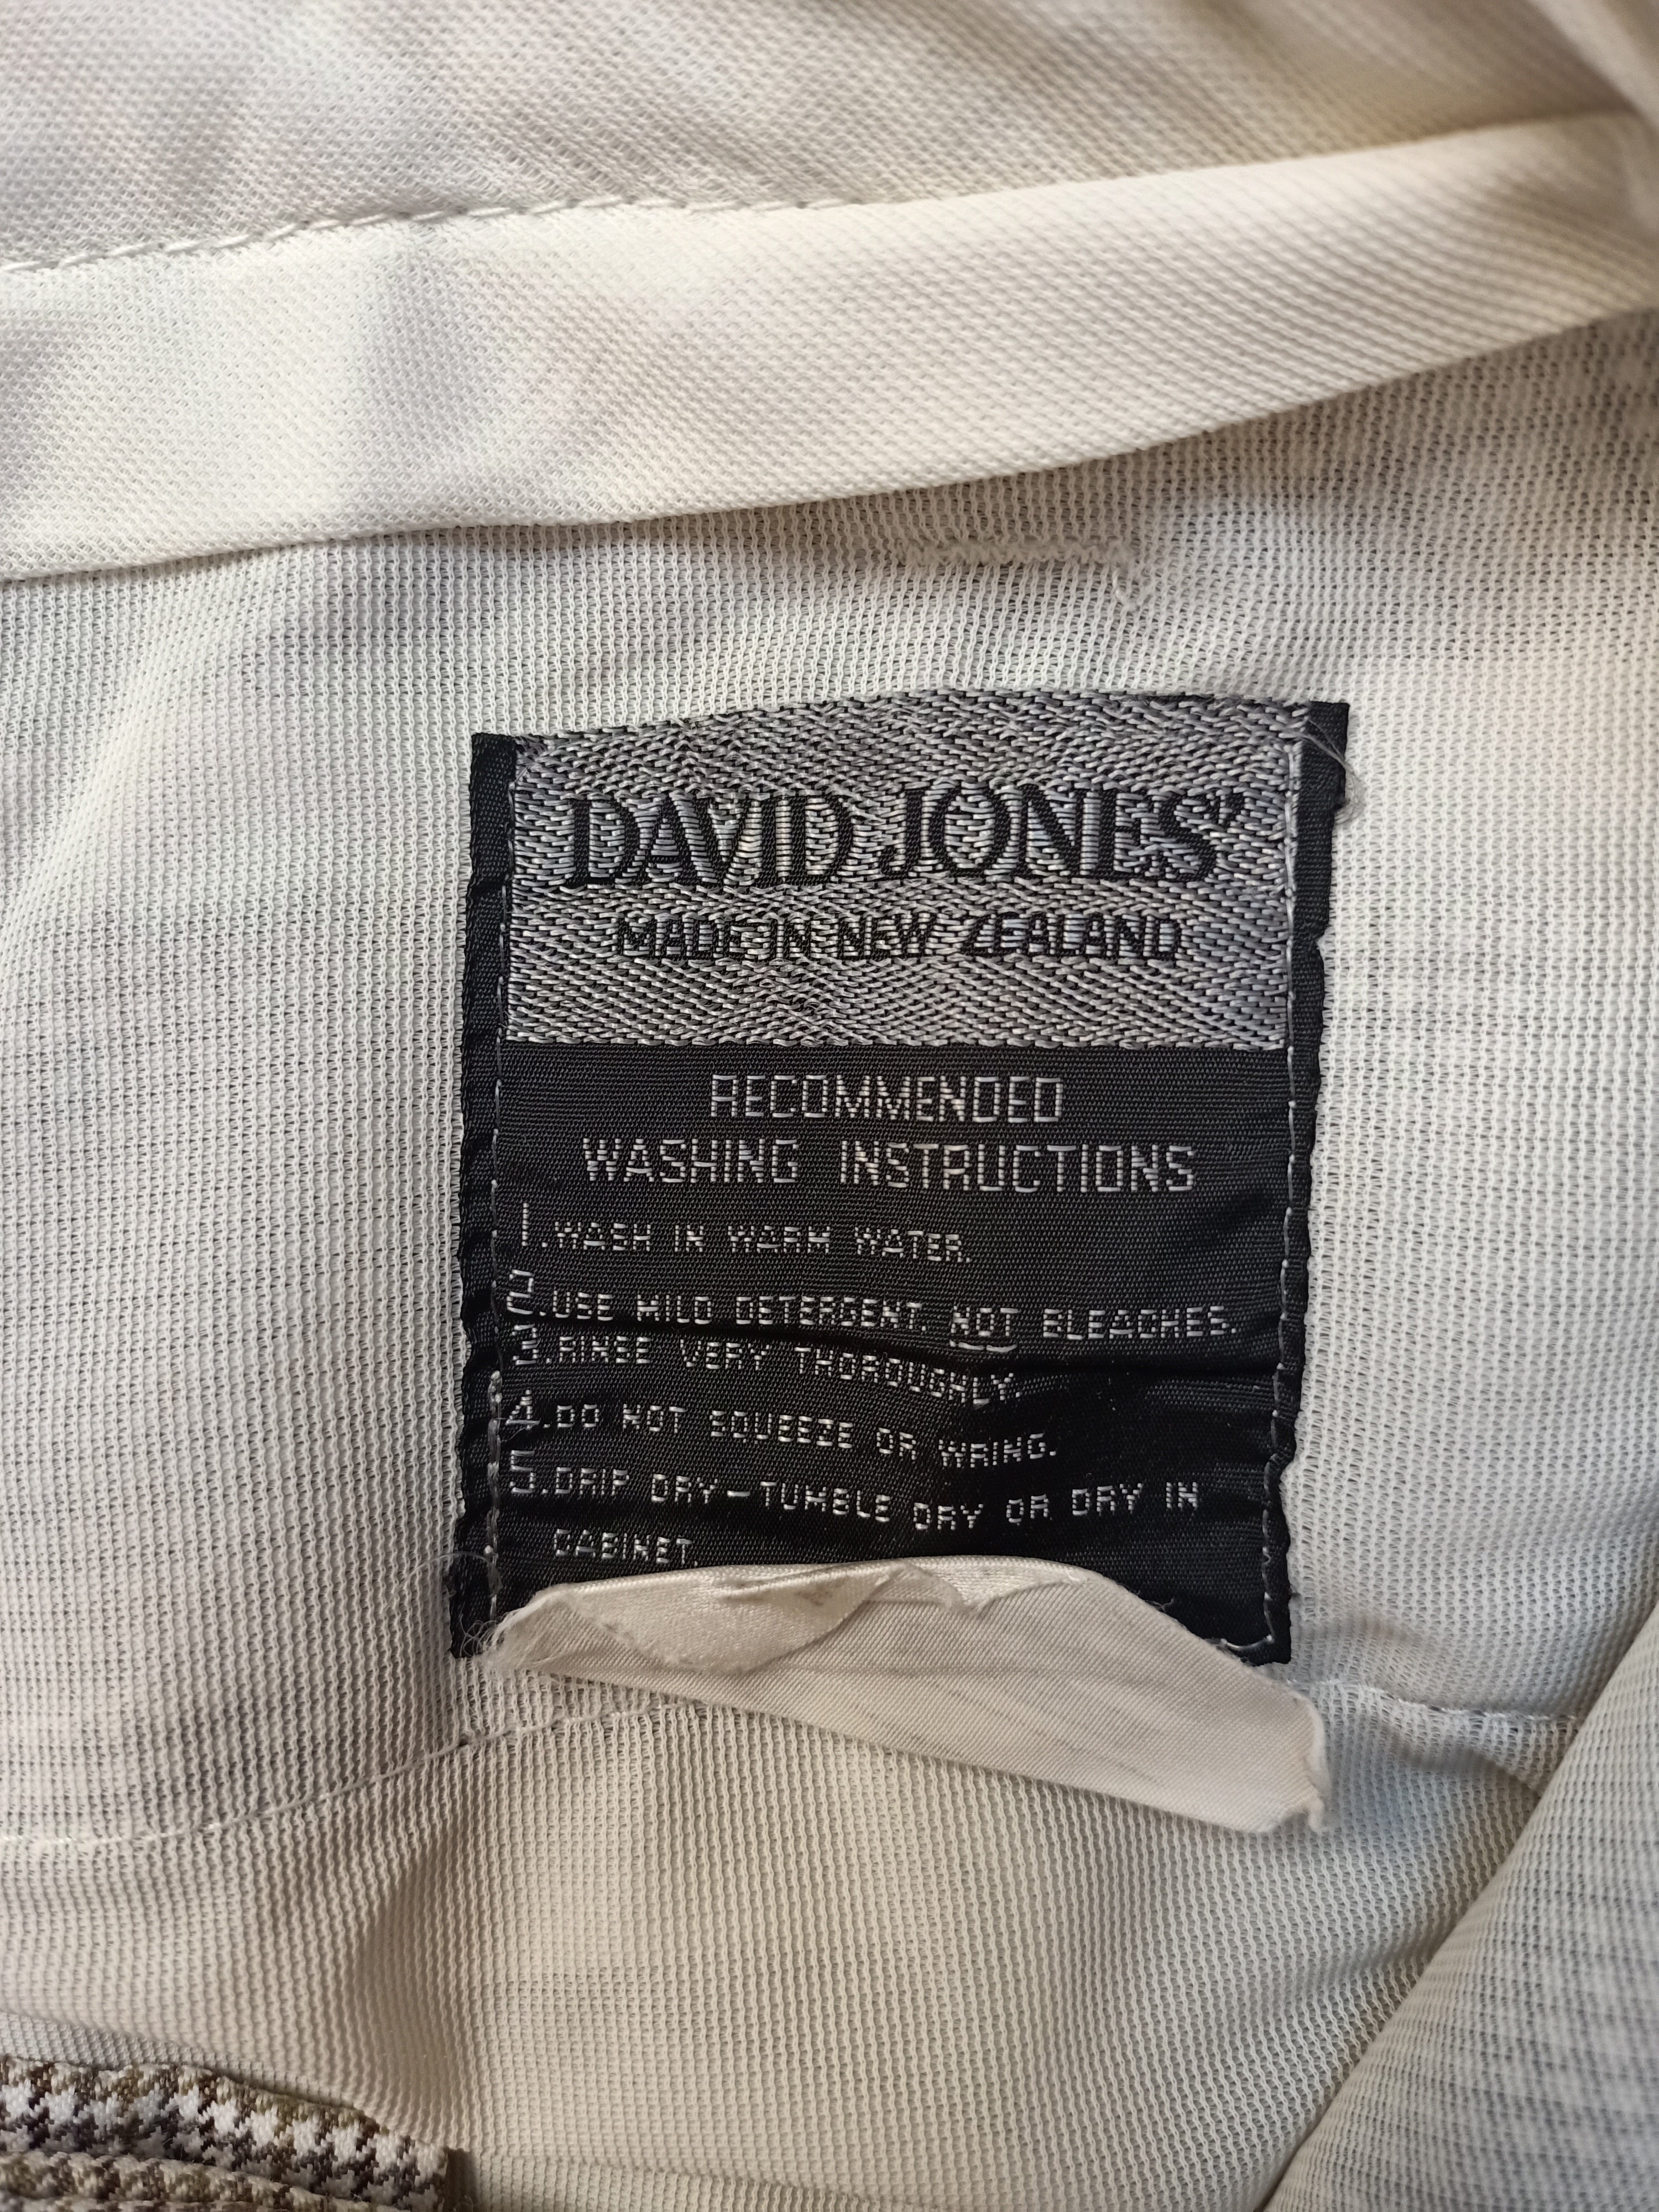 DAVID JONES'
MADE IN NEW ZEALAND
RECOMMENDED
WASHING INSTRUCTIONS
1. WASH IN WARM WATER.
2. USE MILD DETERGENT, NOT BLEACHES.
3. RINSE VERY THOROUGHLY.
4. DO NOT SQUEEZE OR WRING.
5. DRIP DRY—TUMBLE DRY OR DRY IN
CABINET.